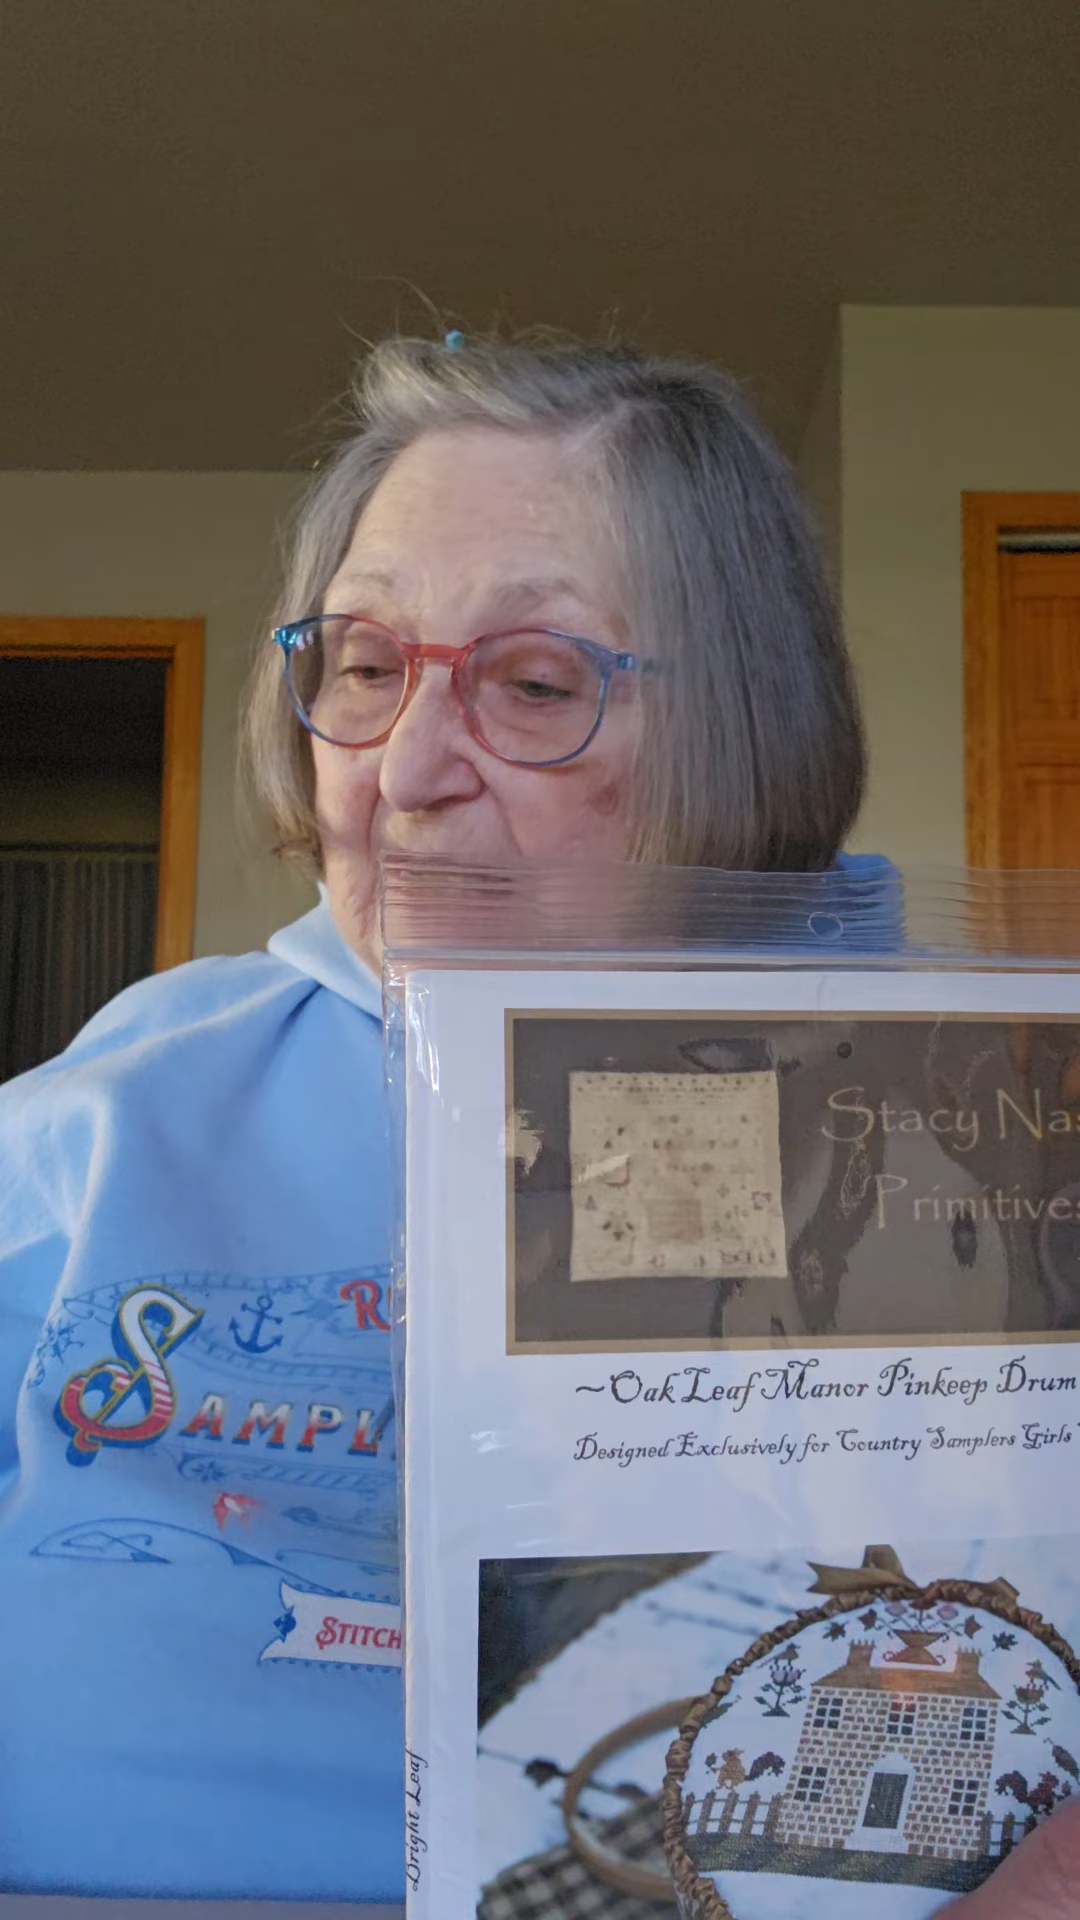 Stacy Nas
Primitives
~Oak Leaf Manor Pinkeep Drum
Designed Exclusively for Country Samplers Girls
Bright Leaf
R
SAMPL
STITCH